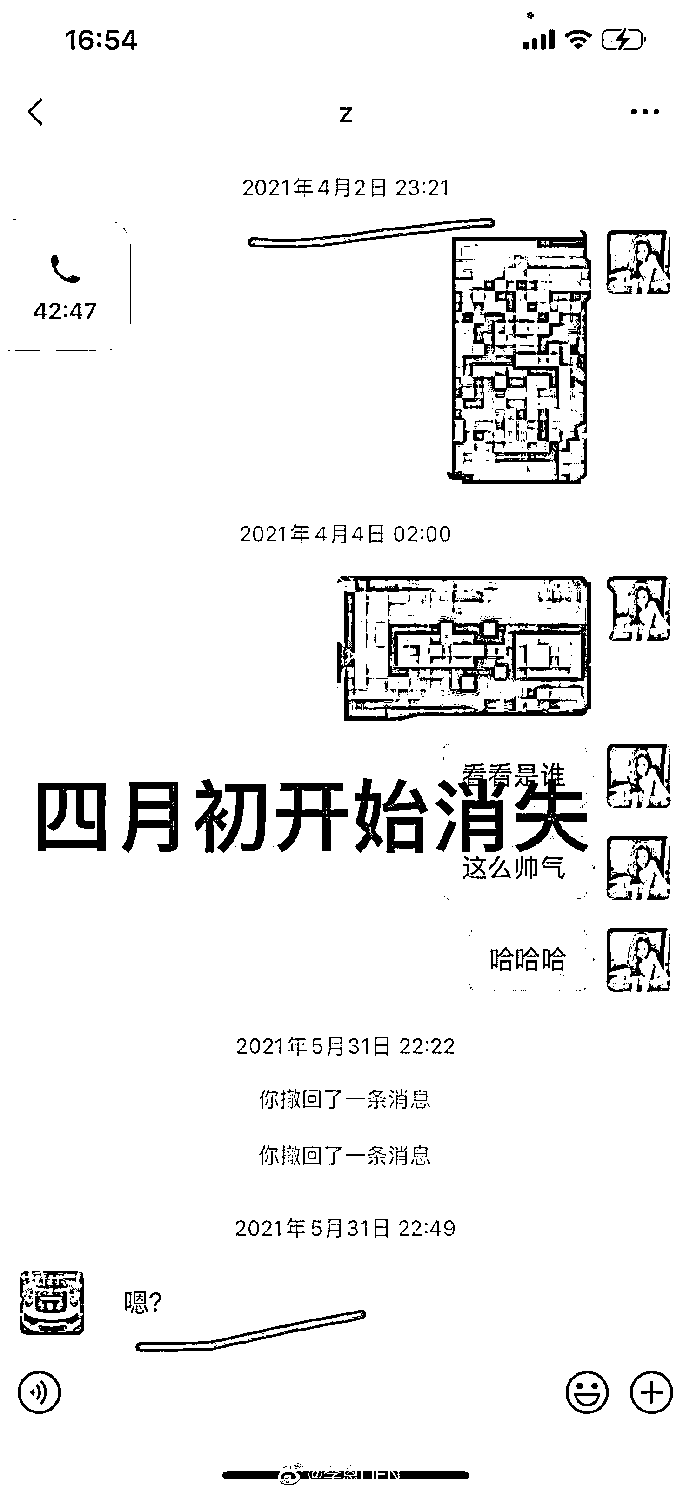 16:54
z
2021年4月2日 23:21
42:47
2021年4月4日 02:00
看看是谁
四月初开始消失
这么帅气
哈哈哈
2021年5月31日 22:22
你撤回了一条消息
你撤回了一条消息
2021年5月31日 22:49
嗯?